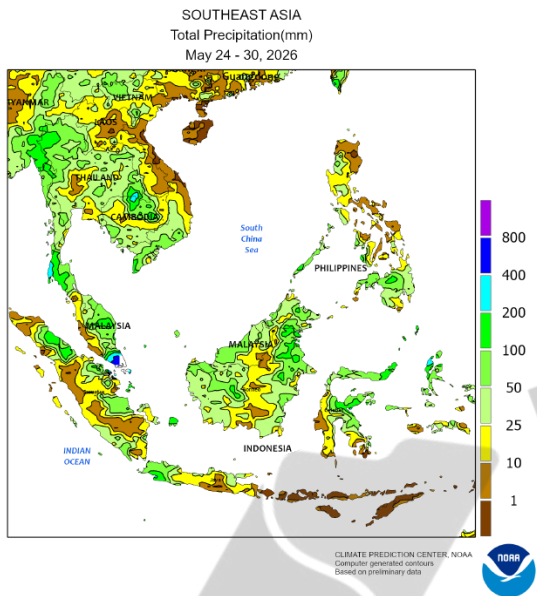 SOUTHEAST ASIA
Total Precipitation(mm)
May 24 - 30, 2026
Guangdong
MYANMAR
VIETNAM
LAOS
THAILAND
CAMBODIA
South
China
Sea
PHILIPPINES
MALAYSIA
MALAYSIA
INDONESIA
INDIAN
OCEAN
800
400
200
100
50
25
10
1
CLIMATE PREDICTION CENTER, NOAA
Computer generated contours
Based on preliminary data
NOAA